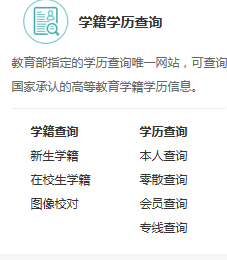 学籍学历查询
教育部指定的学历查询唯一网站，可查询
国家承认的高等教育学籍学历信息。
学籍查询
新生学籍
在校生学籍
图像校对
学历查询
本人查询
零散查询
会员查询
专线查询